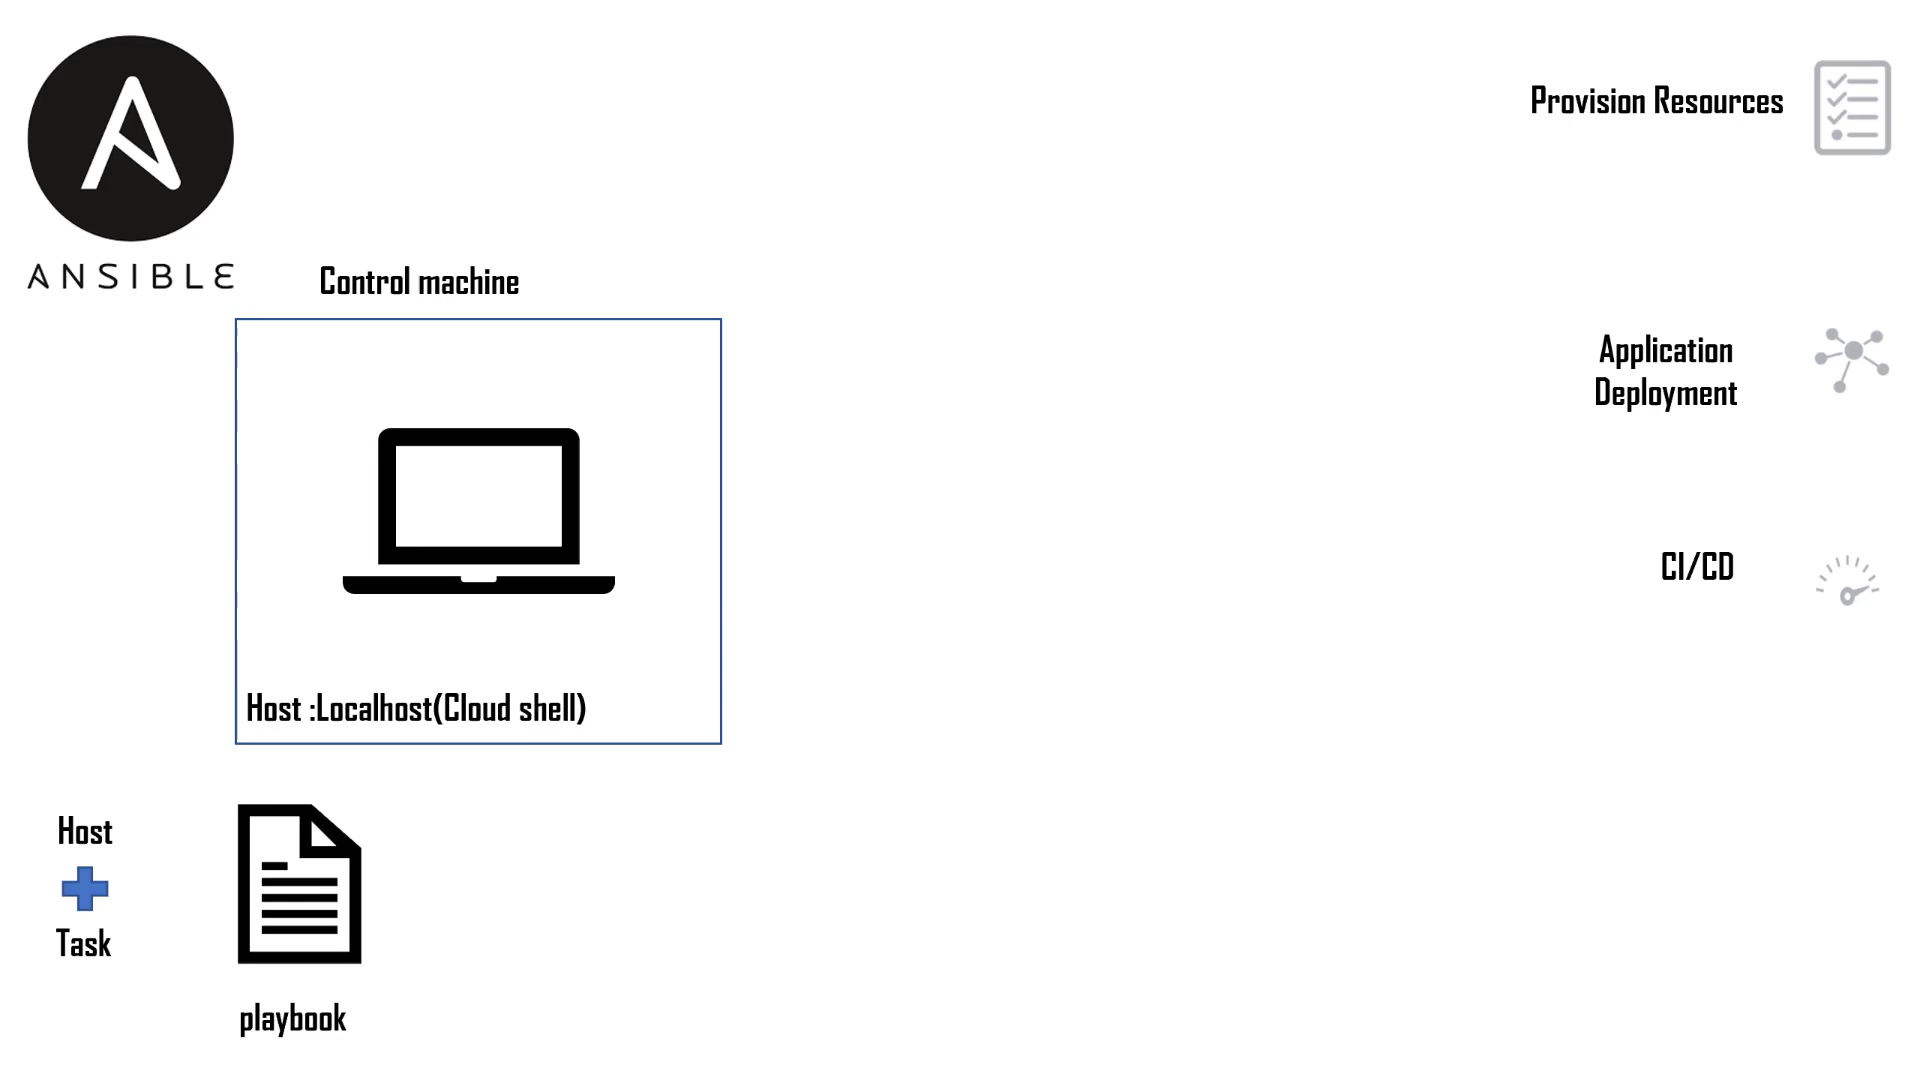 ANSIBLE
Control machine
Host :Localhost(Cloud shell)
Host
Task
playbook
Provision Resources
Application
Deployment
CI/CD